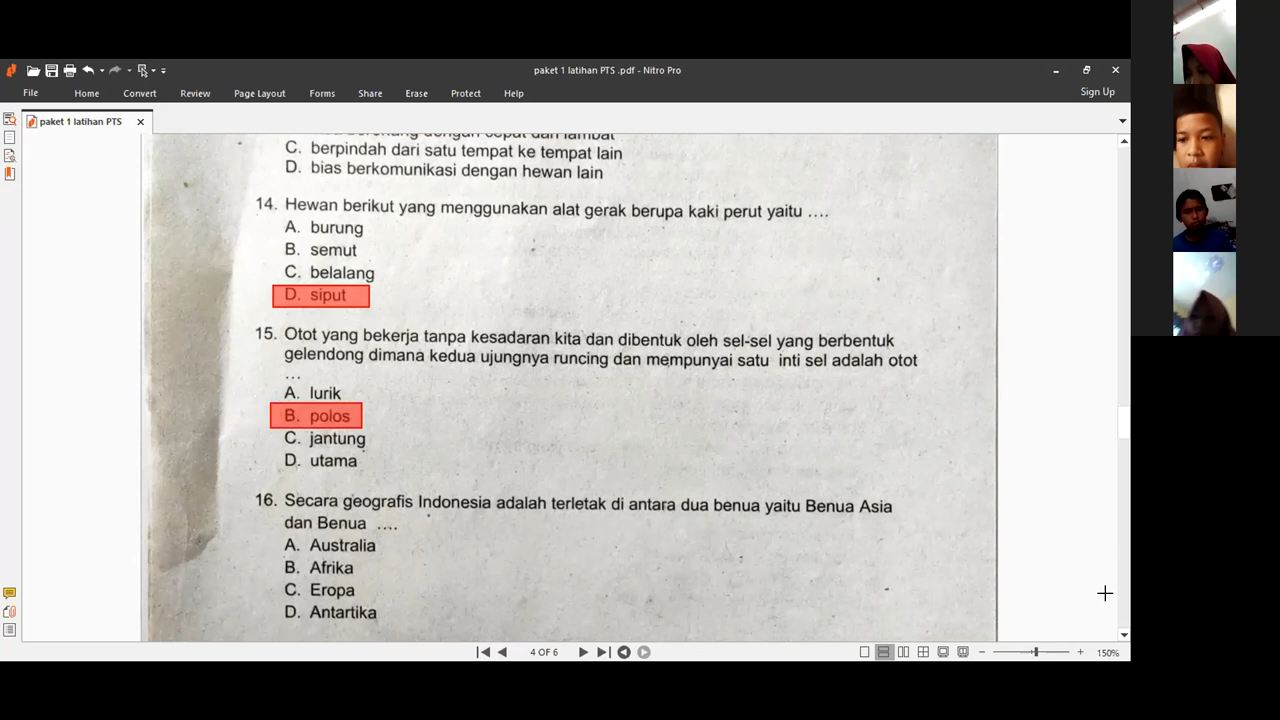 paket 1 latihan PTS .pdf - Nitro Pro
File Home Convert Review Page Layout Forms Share Erase Protect Help
Sign Up
paket 1 latihan PTS
dengan cepat dan lambat
C. berpindah dari satu tempat ke tempat lain
D. bias berkomunikasi dengan hewan lain
14. Hewan berikut yang menggunakan alat gerak berupa kaki perut yaitu ....
A. burung
B. semut
C. belalang
D. siput
15. Otot yang bekerja tanpa kesadaran kita dan dibentuk oleh sel-sel yang berbentuk
gelendong dimana kedua ujungnya runcing dan mempunyai satu inti sel adalah otot
...
A. lurik
B. polos
C. jantung
D. utama
16. Secara geografis Indonesia adalah terletak di antara dua benua yaitu Benua Asia
dan Benua ....
A. Australia
B. Afrika
C. Eropa
D. Antartika
4 OF 6
150%